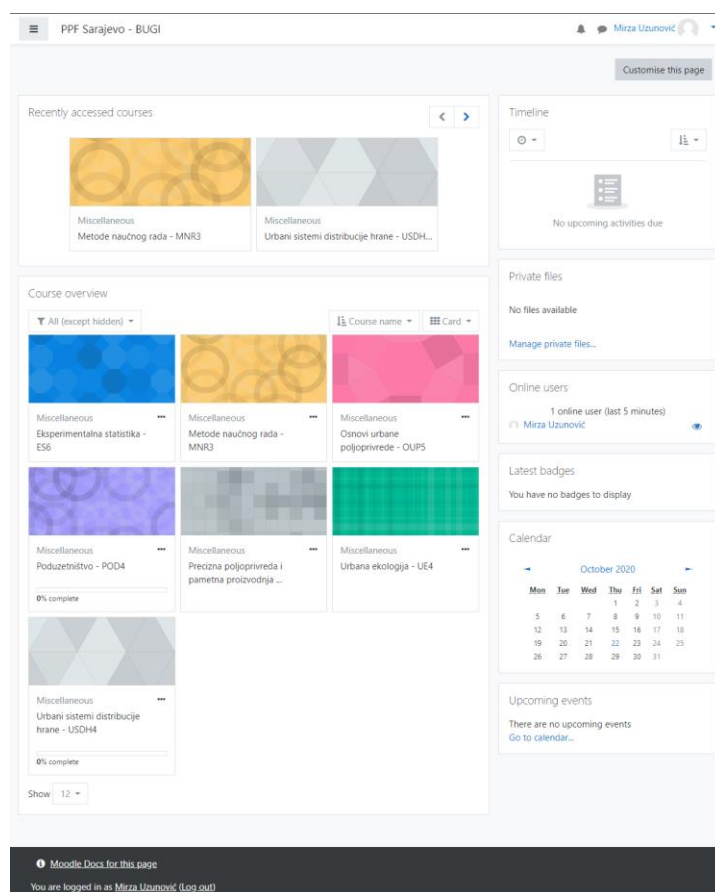 PPF Sarajevo - BUGI
Mirza Uzunović
Customise this page
Recently accessed courses
Miscellaneous
Metode naučnog rada - MNR3
Miscellaneous
Urbani sistemi distribucije hrane - USDH...
Course overview
All (except hidden)
Course name
Card
Miscellaneous
Eksperimentalna statistika -
ES6
Miscellaneous
Metode naučnog rada -
MNR3
Miscellaneous
Osnovi urbane
poljoprivrede - OUP5
Miscellaneous
Poduzetništvo - POD4
0% complete
Miscellaneous
Precizna poljoprivreda i
pametna proizvodnja ...
Miscellaneous
Urbana ekologija - UE4
Miscellaneous
Urbani sistemi distribucije
hrane - USDH4
0% complete
Show 12
Timeline
No upcoming activities due
Private files
No files available
Manage private files...
Online users
1 online user (last 5 minutes)
Mirza Uzunović
Latest badges
You have no badges to display
Calendar
October 2020
Mon Tue Wed Thu Fri Sat Sun
1 2 3 4
5 6 7 8 9 10 11
12 13 14 15 16 17 18
19 20 21 22 23 24 25
26 27 28 29 30 31
Upcoming events
There are no upcoming events
Go to calendar...
Moodle Docs for this page
You are logged in as Mirza Uzunović (Log out)